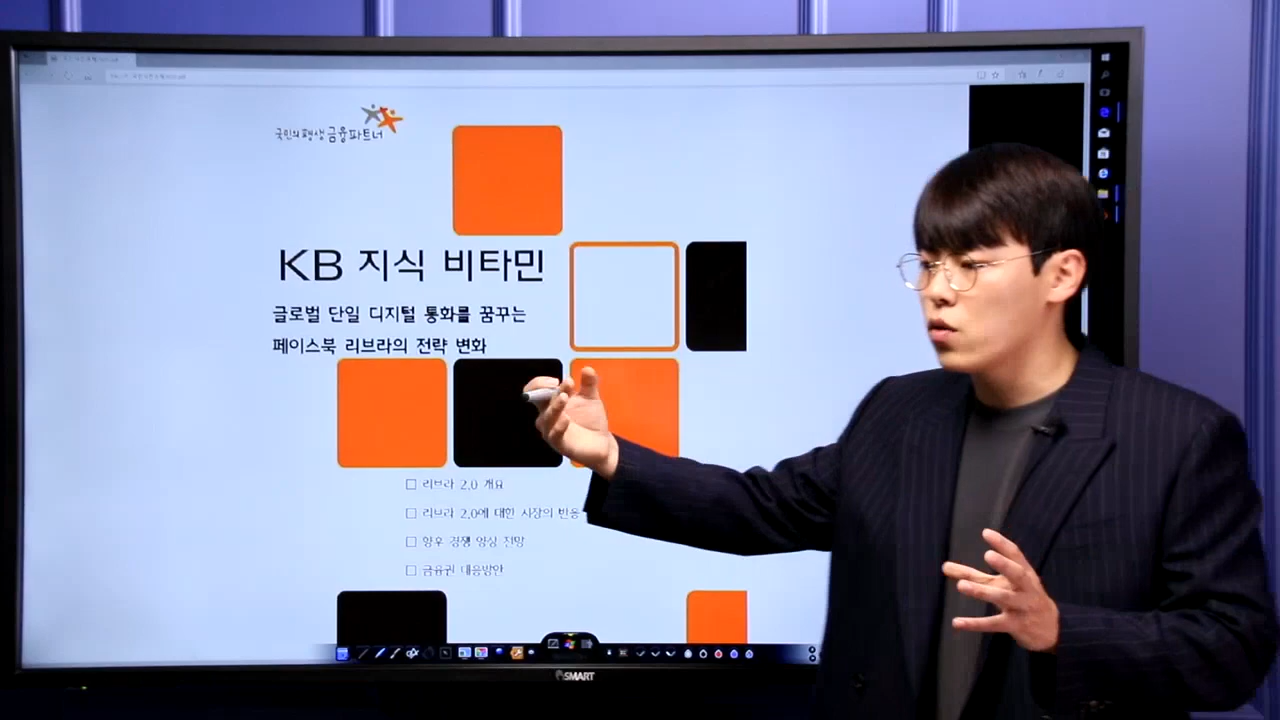 국민의 평생 금융파트너
KB 지식 비타민
글로벌 단일 디지털 통화를 꿈꾸는
페이스북 리브라의 전략 변화
□ 리브라 2.0 개요
□ 리브라 2.0에 대한 시장의 반응
□ 향후 경쟁 양상 전망
□ 금융권 대응방안
SMART